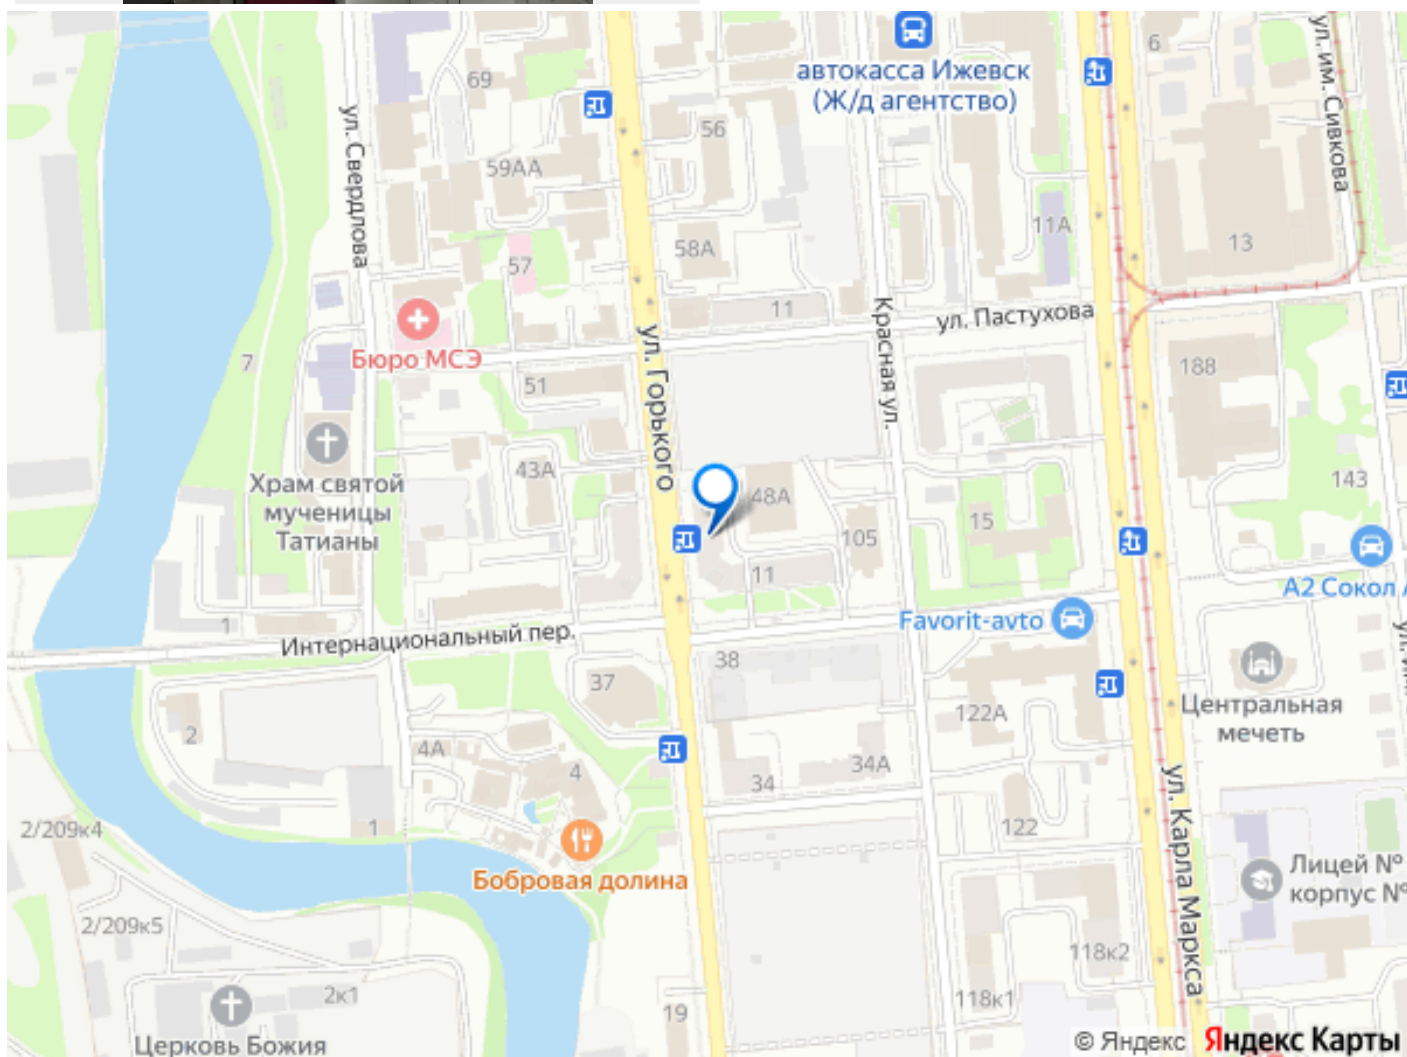 6
ул. им. Сивкова
69
автокасса Ижевск
(Ж/д агентство)
ул. Свердлова
56
59АА
11А
13
58А
57
11
Красная ул.
ул. Пастухова
Бюро МСЭ
ул. Горького
7
51
188
Храм святой
мученицы
Татианы
43А
48А
15
143
105
11
А2 Сокол
Favorit-avto
1
Интернациональный пер.
38
37
122А
Центральная
мечеть
2
4А
4
34
34А
ул. Карла Маркса
2/209к4
1
122
Бобровая долина
Лицей №
корпус №
2/209к5
118к2
2к1
118к1
19
Церковь Божия
© Яндекс Яндекс Карты